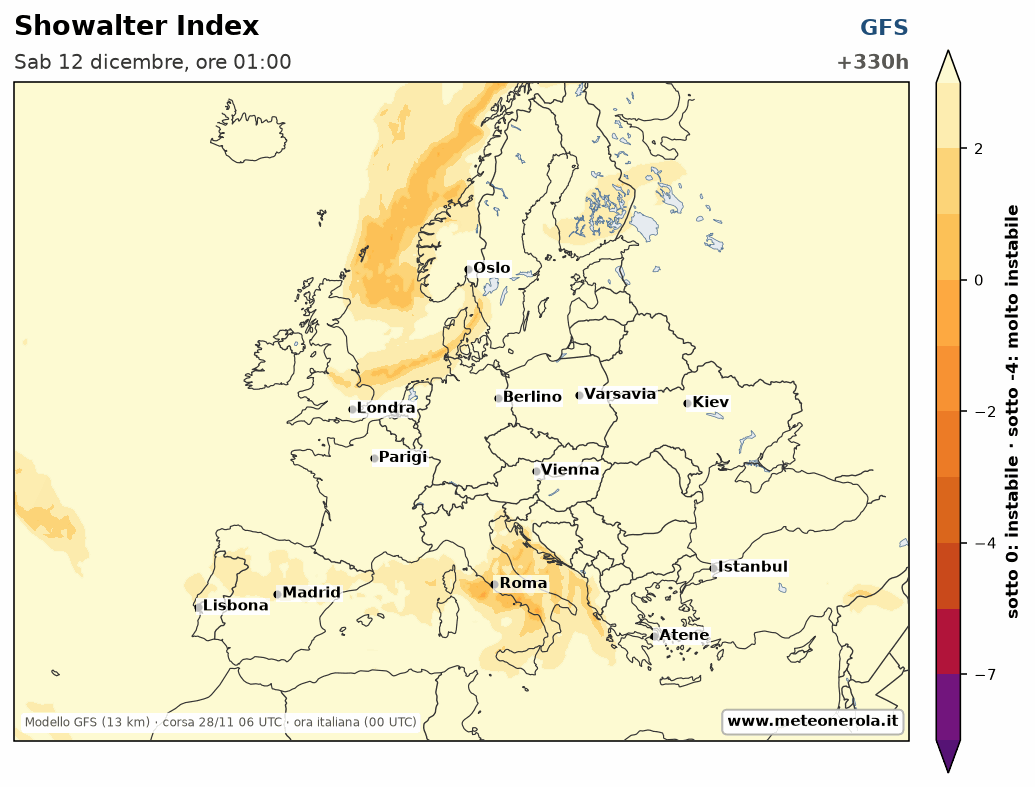 Showalter Index
GFS
Sab 12 dicembre, ore 01:00
+330h
Oslo
Londra
Berlino
Varsavia
Kiev
Parigi
Vienna
Istanbul
Roma
Madrid
Lisbona
Atene
Modello GFS (13 km) · corsa 28/11 06 UTC · ora italiana (00 UTC)
www.meteonerola.it
2
0
−2
−4
−7
sotto 0: instabile · sotto -4: molto instabile